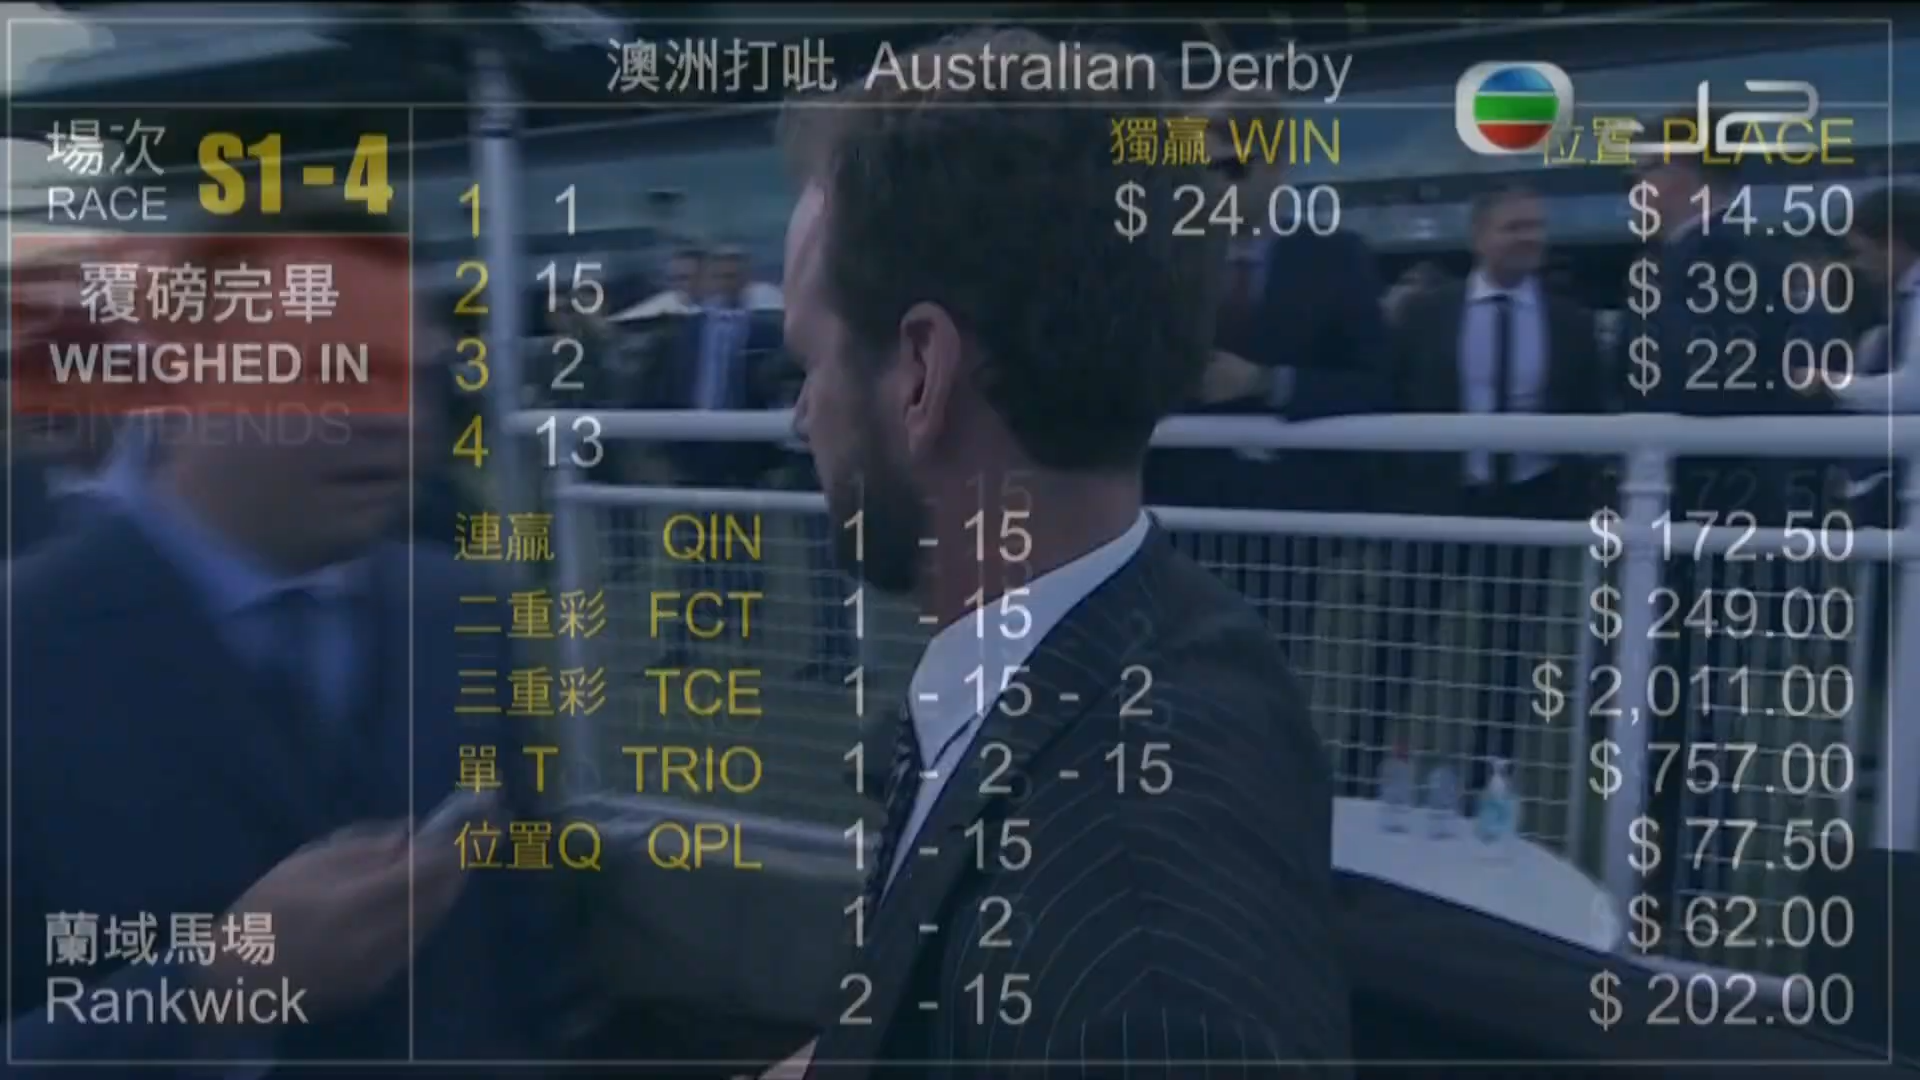 澳洲打吡 Australian Derby
J2
場次
RACE
S1-4
覆磅完畢
WEIGHED IN
DIVIDENDS
獨贏 WIN 位置 PLACE
1 1 $ 24.00 $ 14.50
2 15 $ 39.00
3 2 $ 22.00
4 13
連贏 QIN 1 - 15 $ 172.50
二重彩 FCT 1 - 15 $ 249.00
三重彩 TCE 1 - 15 - 2 $ 2,011.00
單 T TRIO 1 - 2 - 15 $ 757.00
位置Q QPL 1 - 15 $ 77.50
1 - 2 $ 62.00
2 - 15 $ 202.00
蘭域馬場
Rankwick